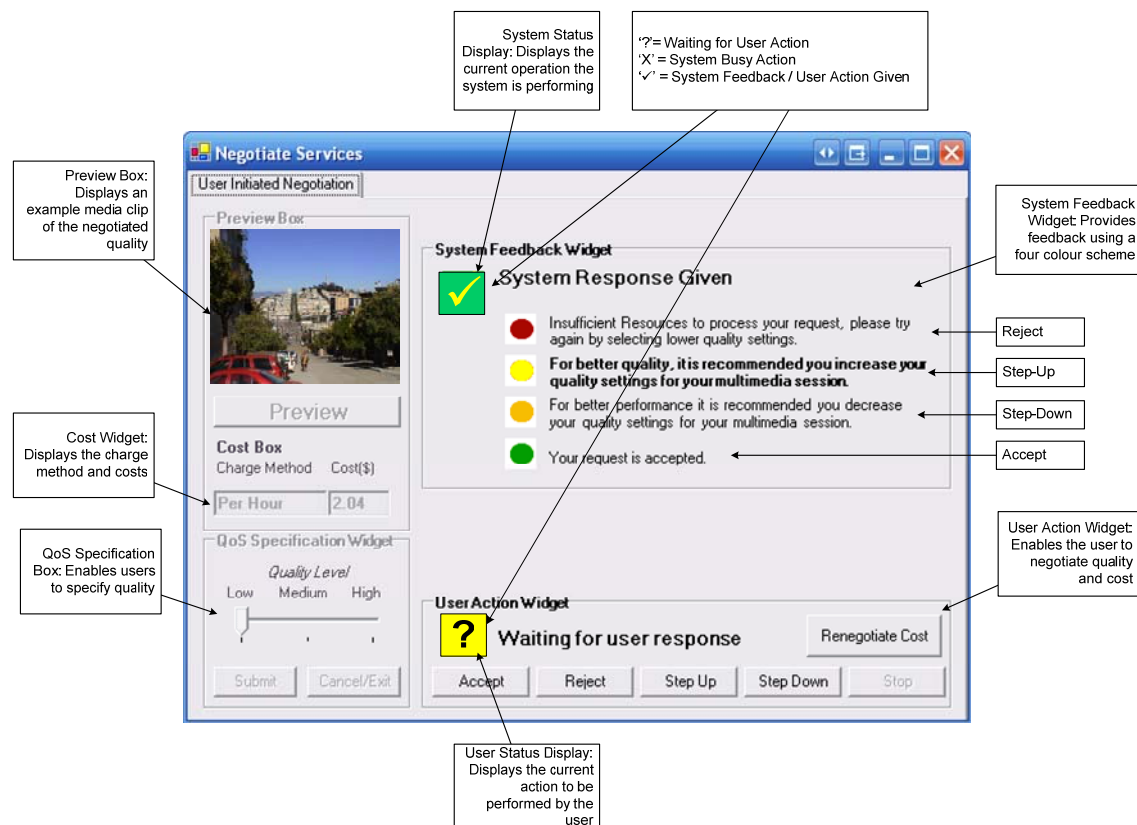 System Status
Display: Displays the
current operation the
system is performing
'?'= Waiting for User Action
'X' = System Busy Action
'✓' = System Feedback / User Action Given
Preview Box:
Displays an
example media clip
of the negotiated
quality
Cost Widget:
Displays the charge
method and costs
QoS Specification
Box: Enables users
to specify quality
Negotiate Services
User Initiated Negotiation
Preview Box
Preview
Cost Box
Charge Method Cost($)
Per Hour 2.04
QoS Specification Widget
Quality Level
Low Medium High
Submit Cancel/Exit
System Feedback Widget
System Response Given
Insufficient Resources to process your request, please try
again by selecting lower quality settings.
For better quality, it is recommended you increase your
quality settings for your multimedia session.
For better performance it is recommended you decrease
your quality settings for your multimedia session.
Your request is accepted.
User Action Widget
?
Waiting for user response
Renegotiate Cost
Accept Reject Step Up Step Down Stop
System Feedback
Widget: Provides
feedback using a
four colour scheme
Reject
Step-Up
Step-Down
Accept
User Action Widget:
Enables the user to
negotiate quality
and cost
User Status Display:
Displays the current
action to be
performed by the
user